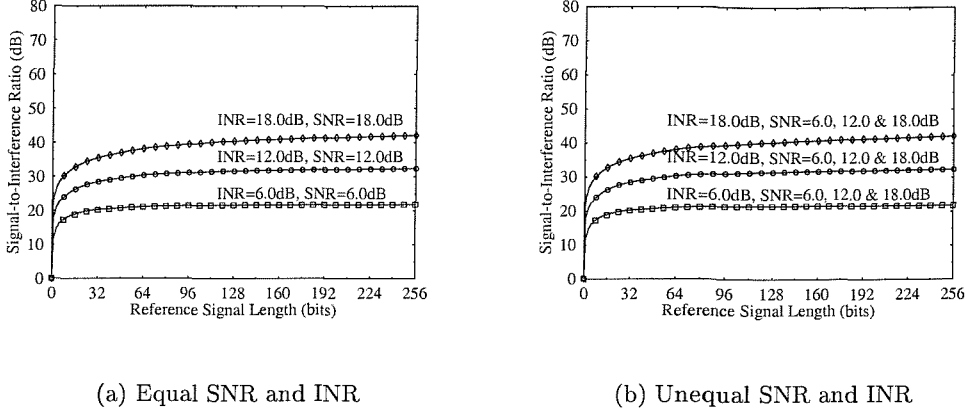 80
70
60
50
40
30
20
10
0
Signal-to-Interference Ratio (dB)
INR=18.0dB, SNR=18.0dB
INR=12.0dB, SNR=12.0dB
INR=6.0dB, SNR=6.0dB
0 32 64 96 128 160 192 224 256
Reference Signal Length (bits)
(a) Equal SNR and INR
80
70
60
50
40
30
20
10
0
Signal-to-Interference Ratio (dB)
INR=18.0dB, SNR=6.0, 12.0 & 18.0dB
INR=12.0dB, SNR=6.0, 12.0 & 18.0dB
INR=6.0dB, SNR=6.0, 12.0 & 18.0dB
0 32 64 96 128 160 192 224 256
Reference Signal Length (bits)
(b) Unequal SNR and INR